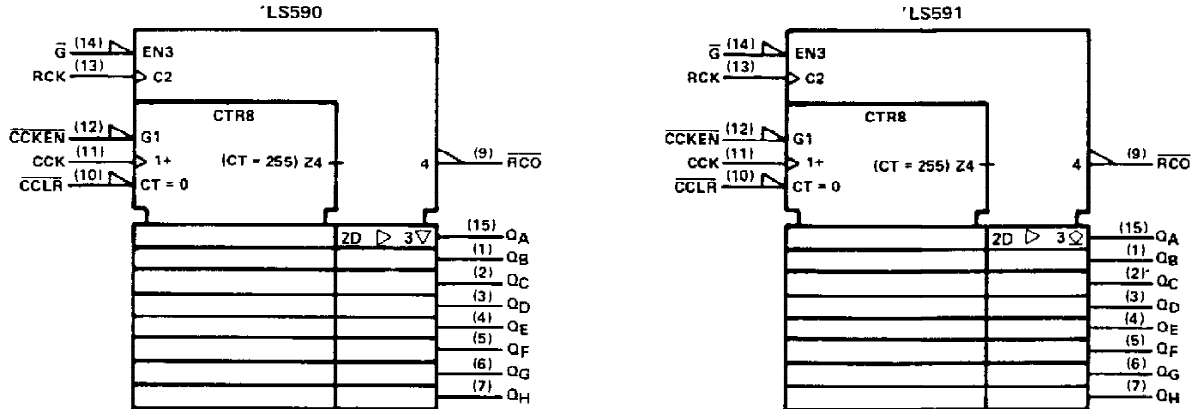 'LS590
G̅ (14) EN3
RCK (13) C2
CTR8
C̅C̅K̅E̅N̅ (12) G1
CCK (11) 1+ (CT = 255) Z4 4 (9) R̅C̅O̅
C̅C̅L̅R̅ (10) CT = 0
2D ▷ 3▽ (15) QA
(1) QB
(2) QC
(3) QD
(4) QE
(5) QF
(6) QG
(7) QH
'LS591
G̅ (14) EN3
RCK (13) C2
CTR8
C̅C̅K̅E̅N̅ (12) G1
CCK (11) 1+ (CT = 255) Z4 4 (9) R̅C̅O̅
C̅C̅L̅R̅ (10) CT = 0
2D ▷ 3◇ (15) QA
(1) QB
(2) QC
(3) QD
(4) QE
(5) QF
(6) QG
(7) QH